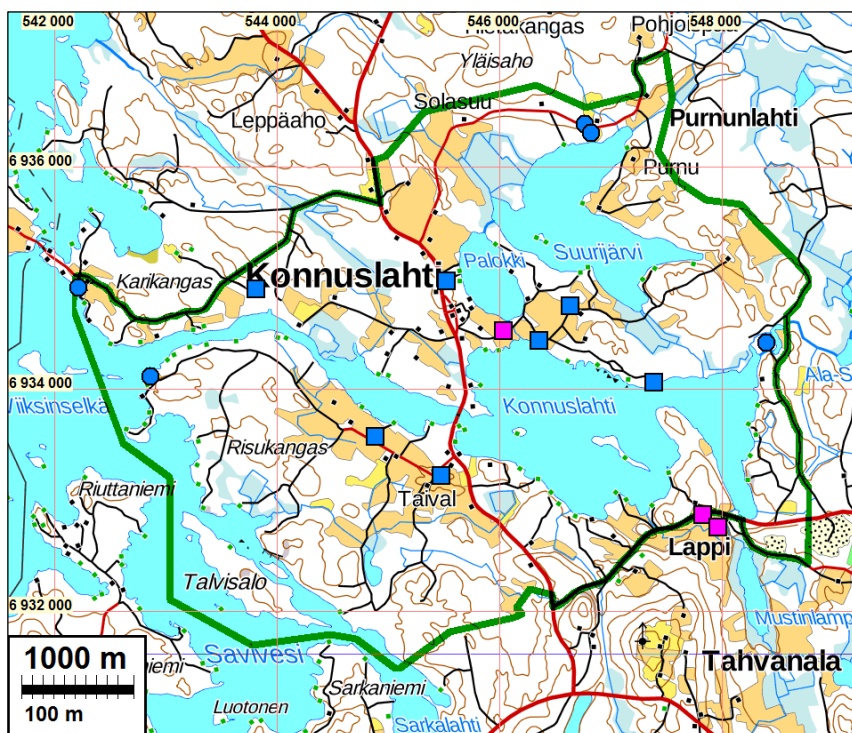 542 000
544 000
546 000
548 000
Hietakangas
Pohjolspää
Yläisaho
Solasuu
Leppäaho
Purnunlahti
6 936 000
Purnu
Suurijärvi
Palokki
Karikangas
Konnuslahti
6 934 000
Ala-S
Viiksinselkä
Konnuslahti
Risukangas
Riuttaniemi
Taival
Lappi
Talvisalo
6 932 000
Mustinlamp
1000 m
Savivesi
Tahvanala
niemi
Sarkaniemi
100 m
Luotonen
Sarkalahti